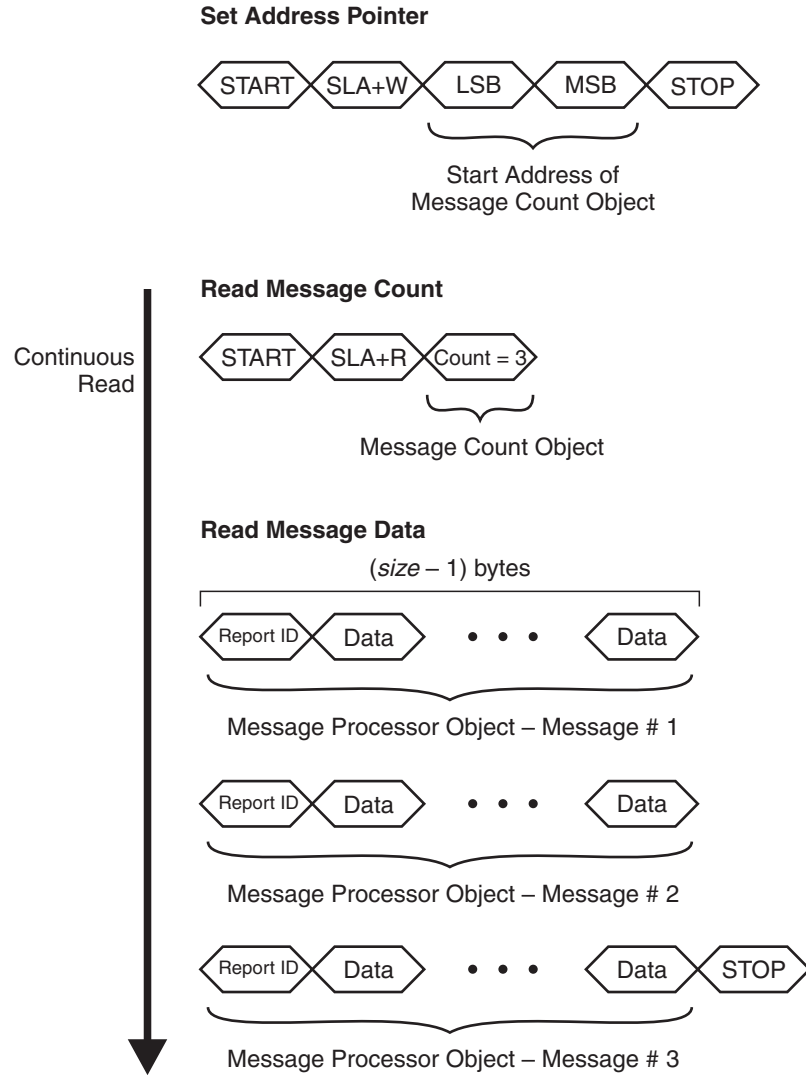 Set Address Pointer
START SLA+W LSB MSB STOP
Start Address of
Message Count Object
Read Message Count
Continuous
Read
START SLA+R Count = 3
Message Count Object
Read Message Data
(size – 1) bytes
Report ID Data • • • Data
Message Processor Object – Message # 1
Report ID Data • • • Data
Message Processor Object – Message # 2
Report ID Data • • • Data STOP
Message Processor Object – Message # 3